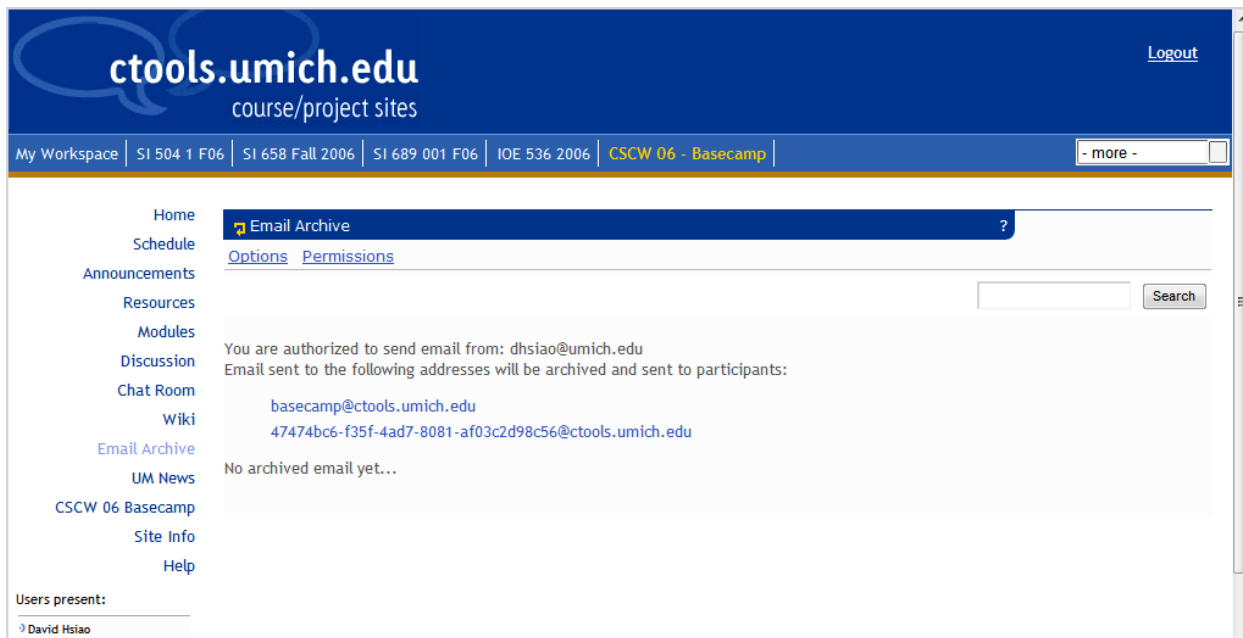 ctools.umich.edu
course/project sites
Logout
My Workspace SI 504 1 F06 SI 658 Fall 2006 SI 689 001 F06 IOE 536 2006 CSCW 06 - Basecamp - more -
Home
Schedule
Announcements
Resources
Modules
Discussion
Chat Room
Wiki
Email Archive
UM News
CSCW 06 Basecamp
Site Info
Help
Users present:
David Hsiao
Email Archive ?
Options Permissions
Search
You are authorized to send email from: dhsiao@umich.edu
Email sent to the following addresses will be archived and sent to participants:
basecamp@ctools.umich.edu
47474bc6-f35f-4ad7-8081-af03c2d98c56@ctools.umich.edu
No archived email yet...